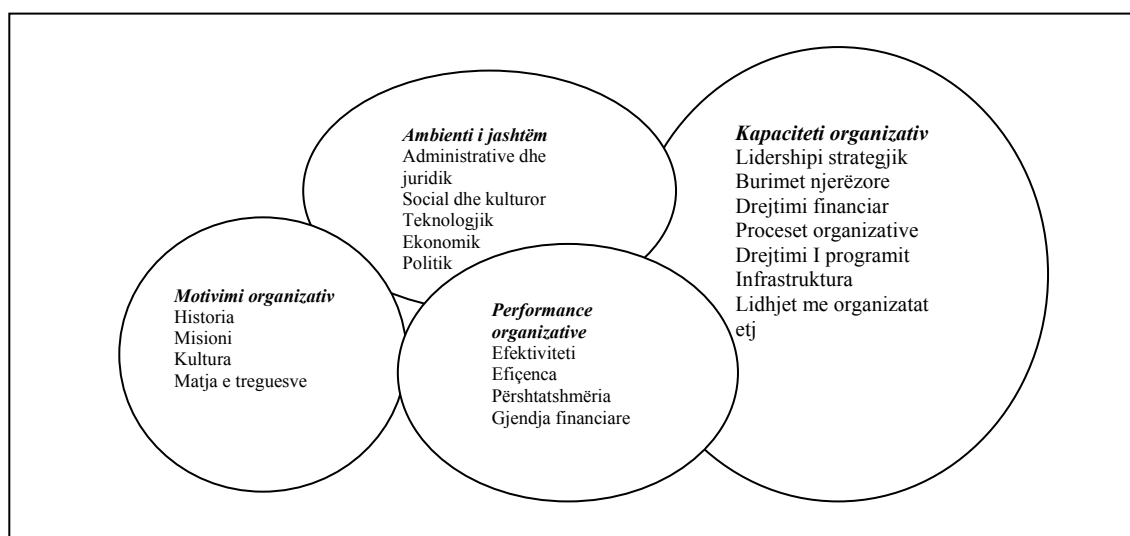 Ambienti i jashtëm
Administrative dhe
juridik
Social dhe kulturor
Teknologjik
Ekonomik
Politik
Kapaciteti organizativ
Lidershipi strategjik
Burimet njerëzore
Drejtimi financiar
Proceset organizative
Drejtimi I programit
Infrastruktura
Lidhjet me organizatat
etj
Motivimi organizativ
Historia
Misioni
Kultura
Matja e treguesve
Performance
organizative
Efektiviteti
Efiçenca
Përshtatshmëria
Gjendja financiare